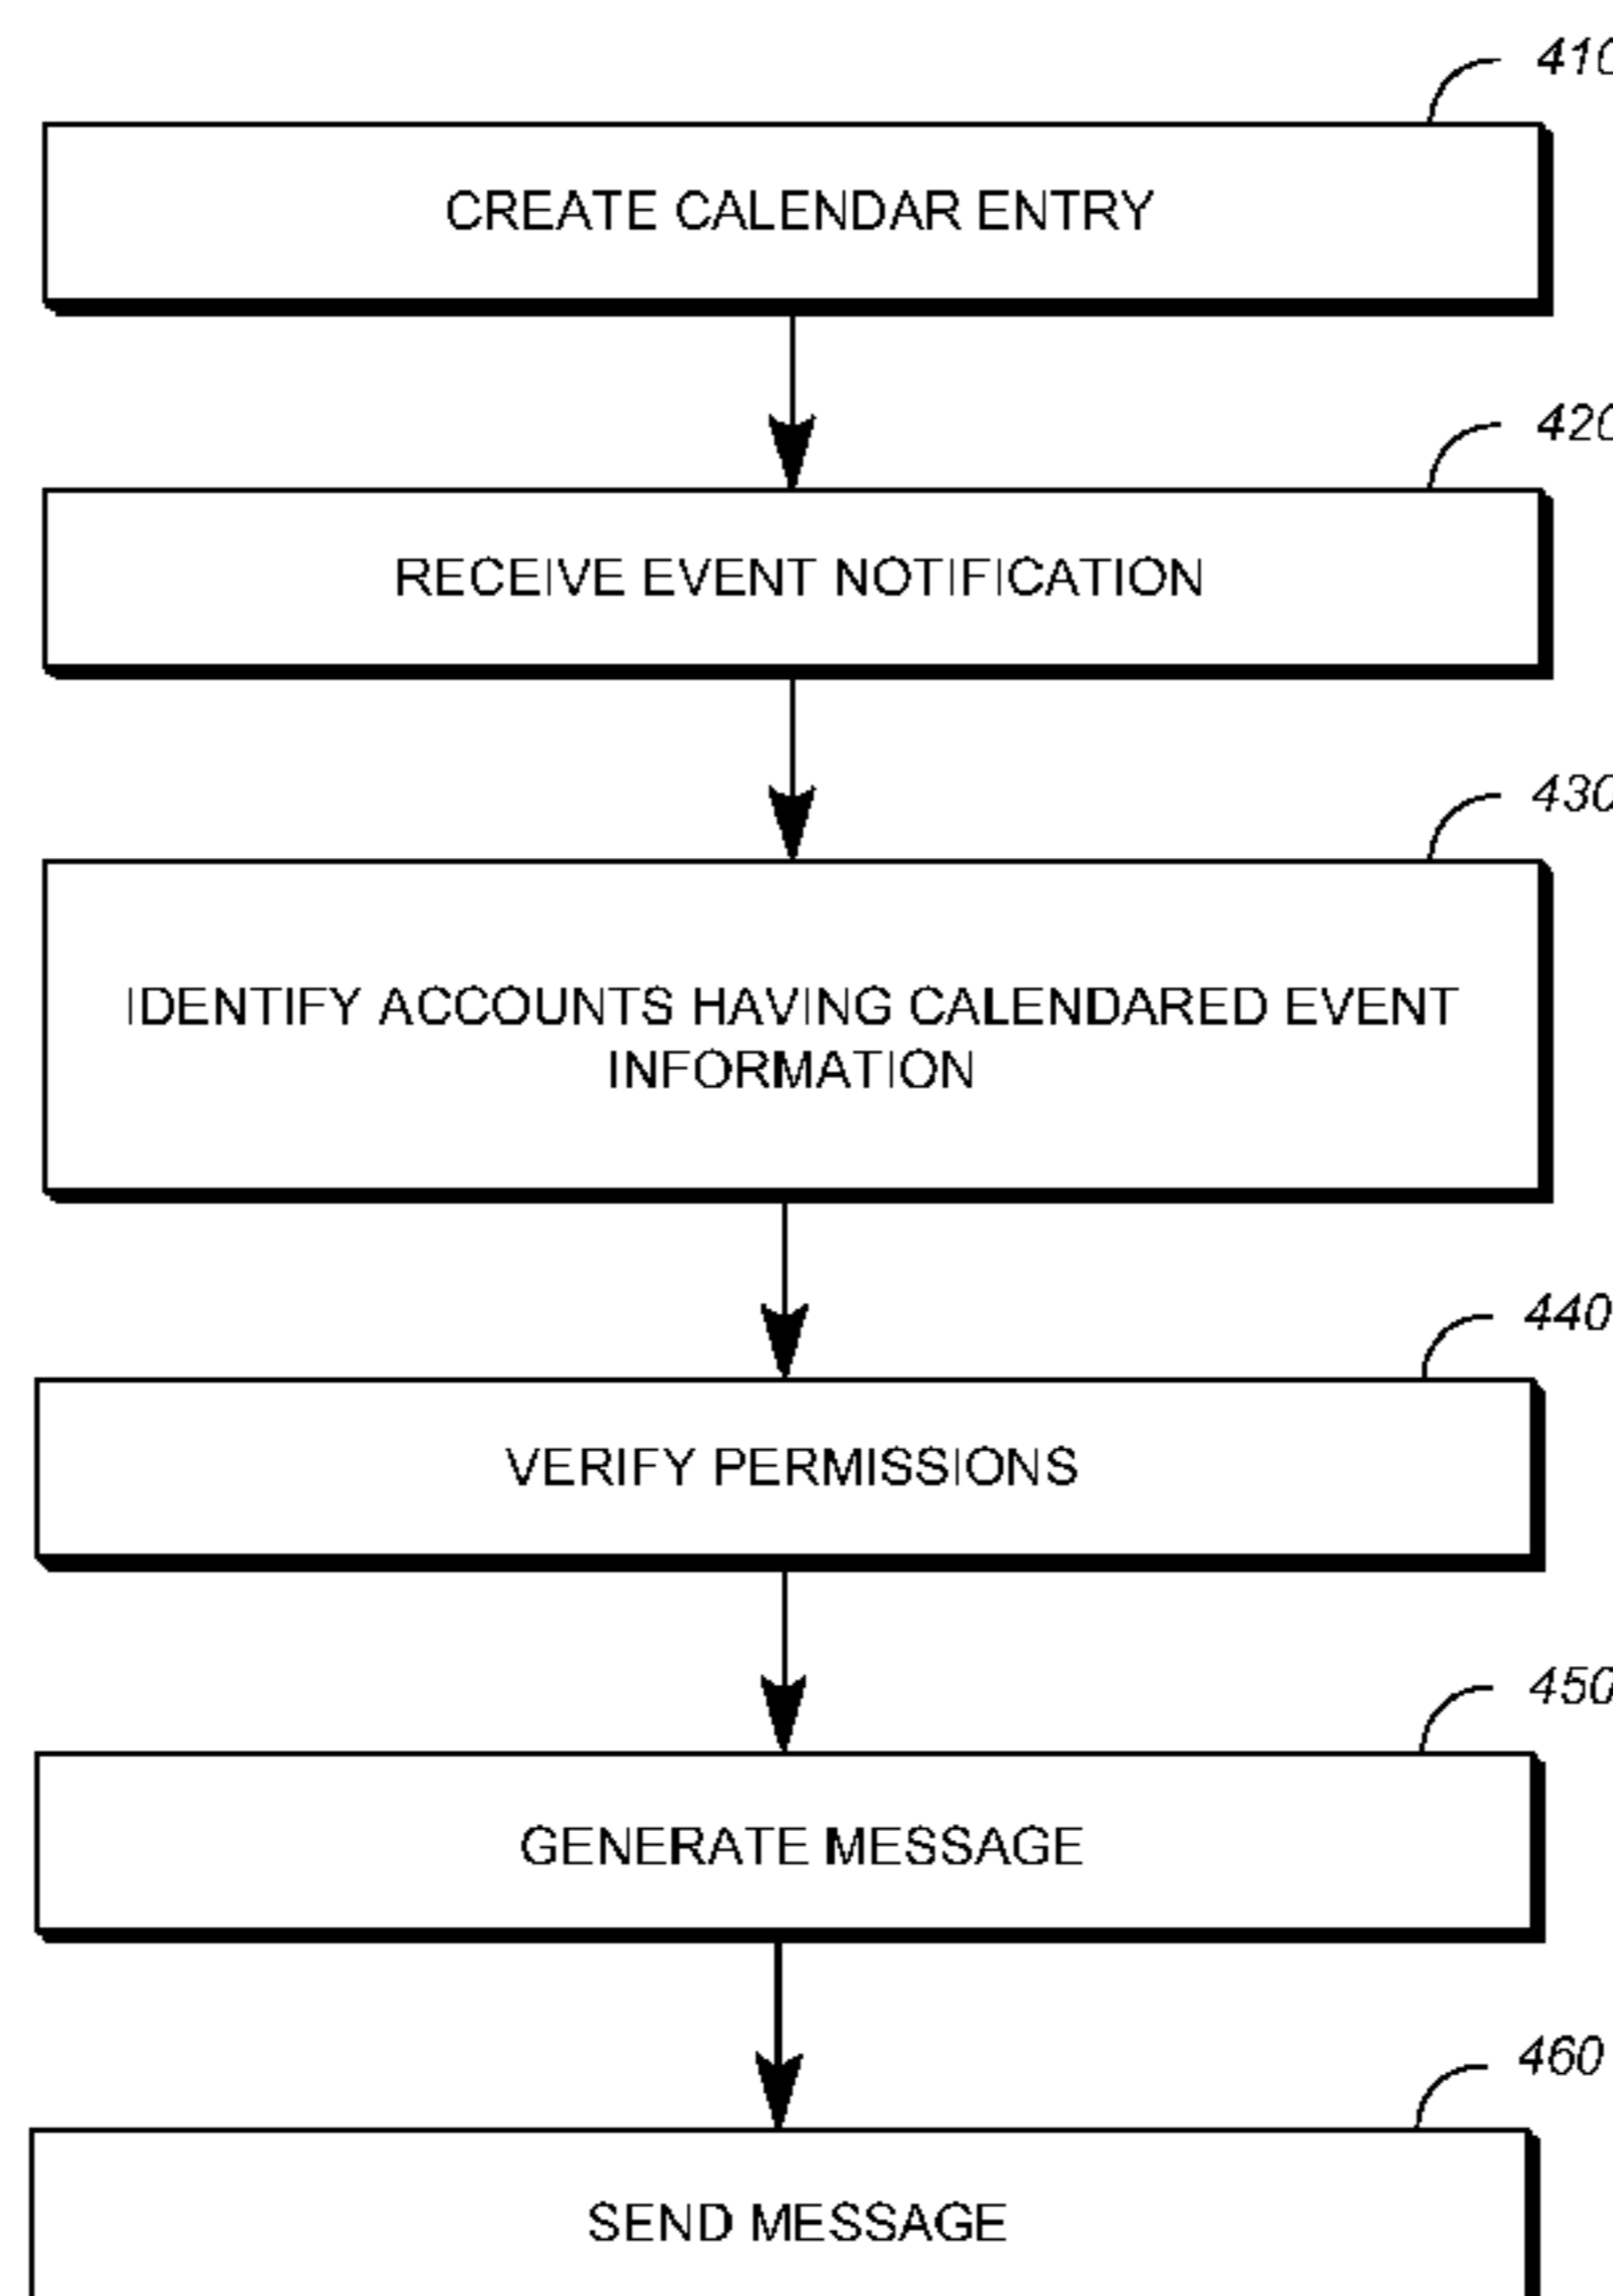 410
CREATE CALENDAR ENTRY
420
RECEIVE EVENT NOTIFICATION
430
IDENTIFY ACCOUNTS HAVING CALENDARED EVENT
INFORMATION
440
VERIFY PERMISSIONS
450
GENERATE MESSAGE
460
SEND MESSAGE